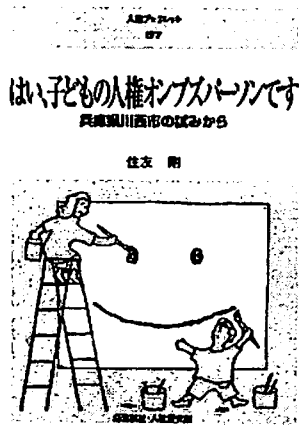 人権ブックレット
57
はい、子どもの人権オンブズパーソンです
兵庫県川西市の試みから
住友 剛